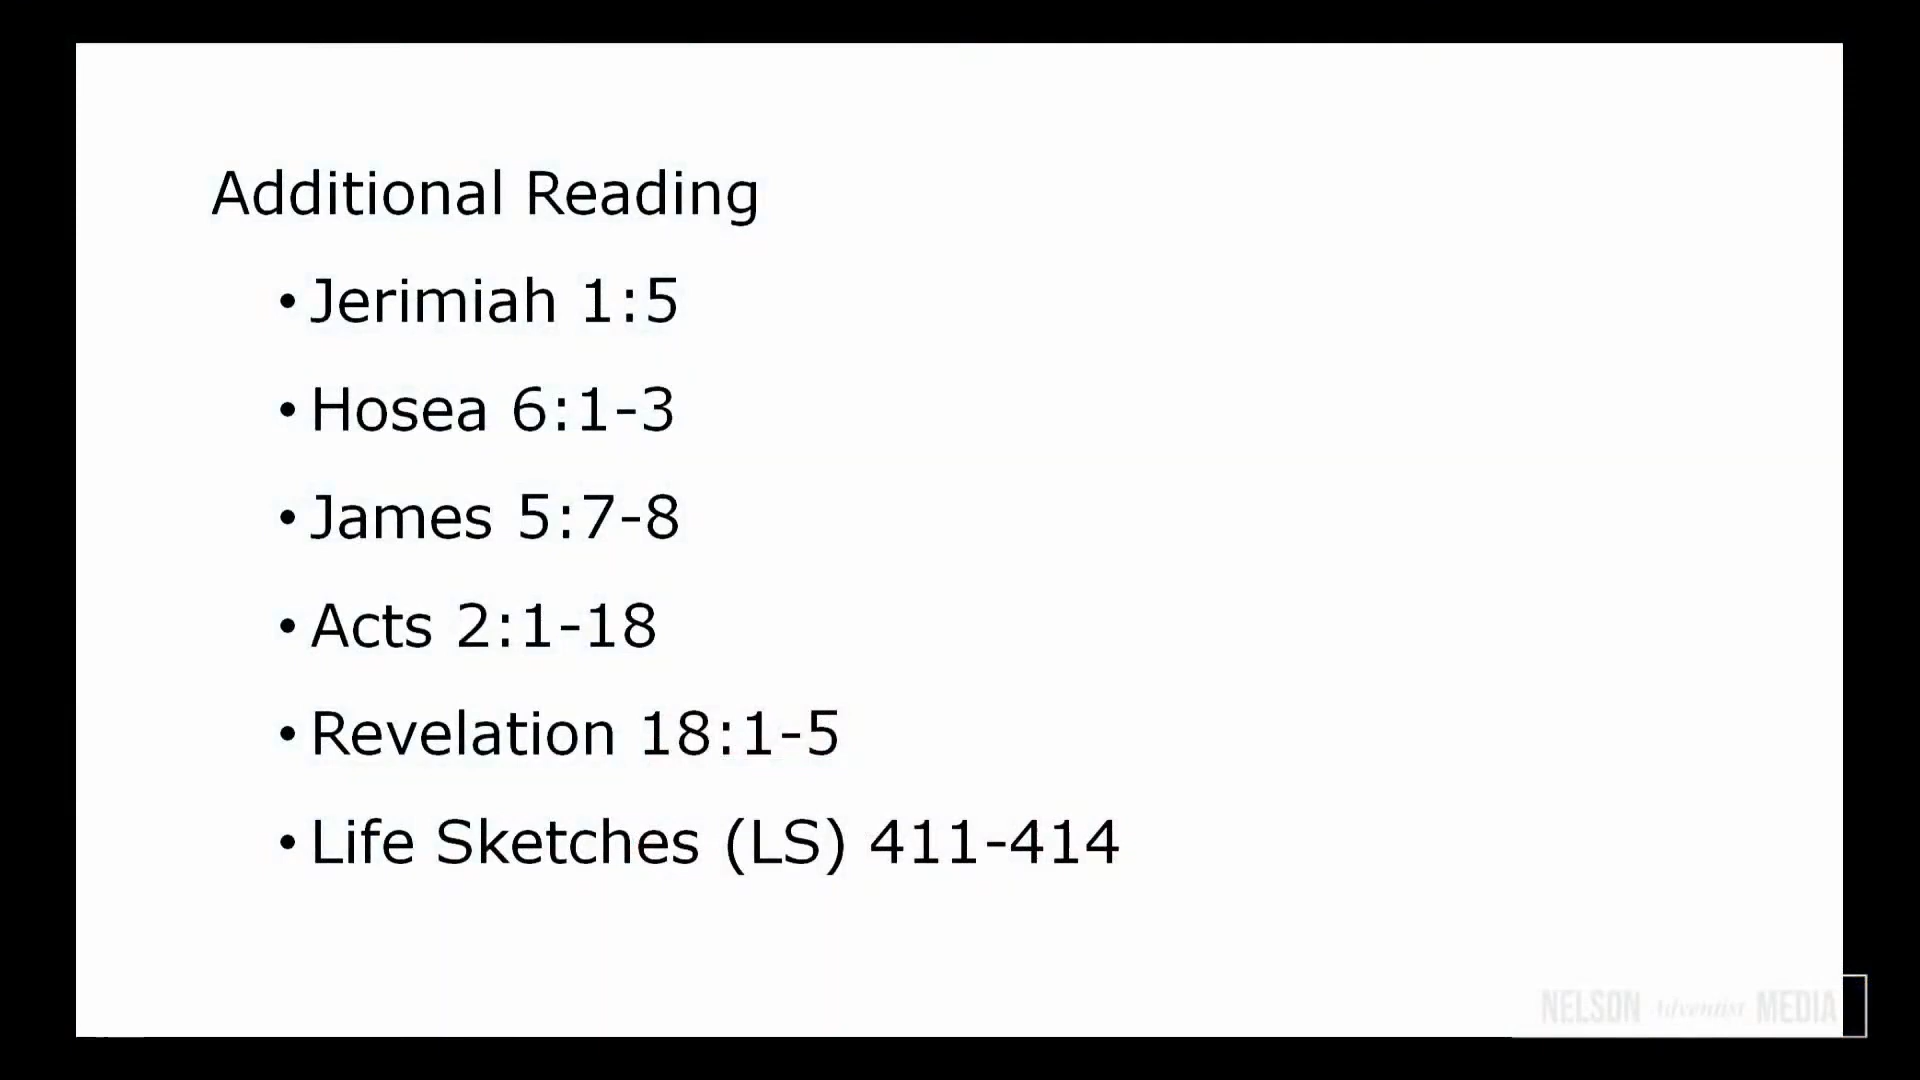 Additional Reading
• Jerimiah 1:5
• Hosea 6:1-3
• James 5:7-8
• Acts 2:1-18
• Revelation 18:1-5
• Life Sketches (LS) 411-414
NELSON Adventist MEDIA